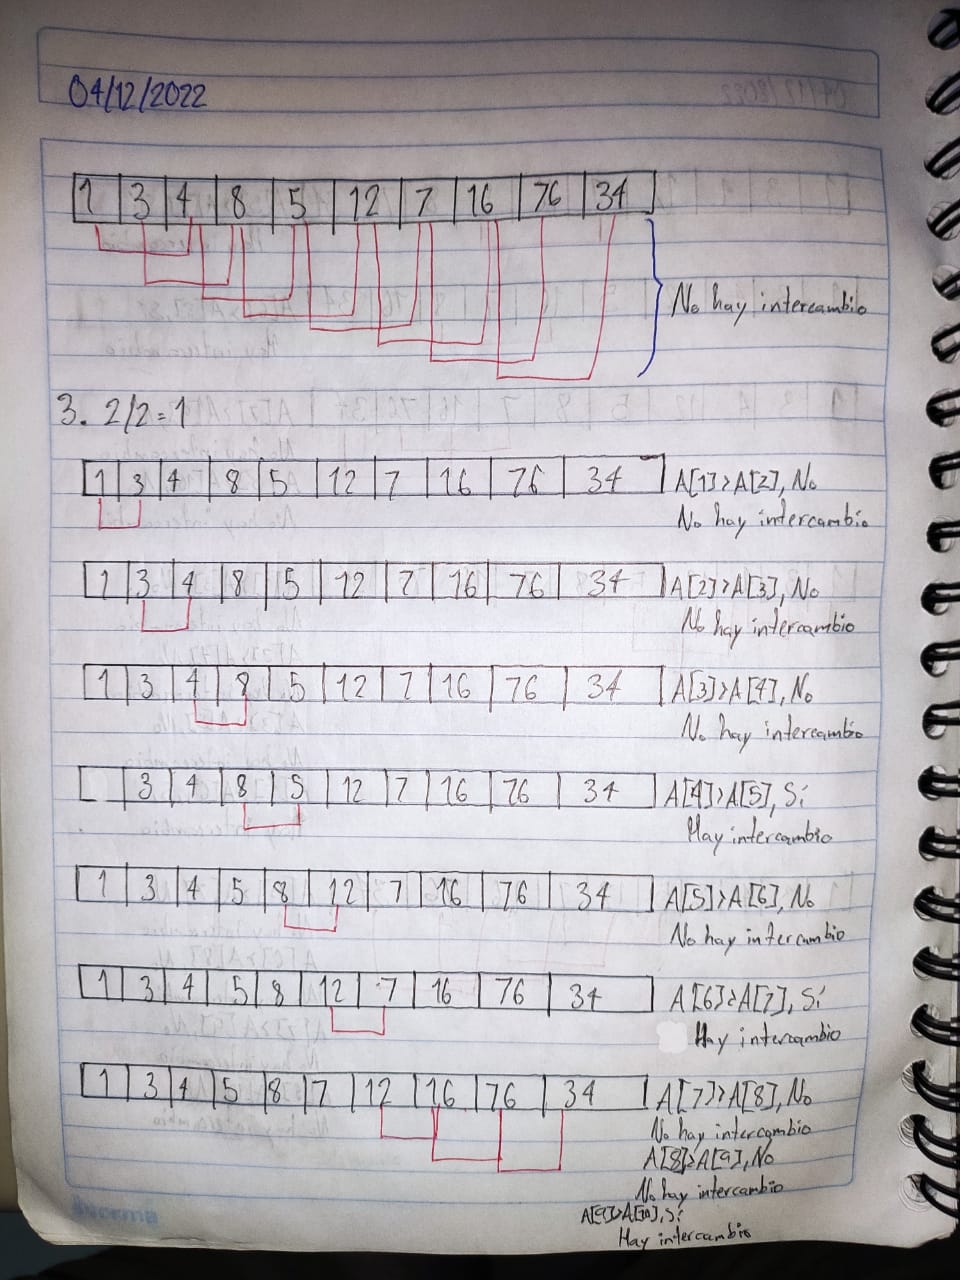 04/12/2022
1 3 4 8 5 12 7 16 76 34
No hay intercambio
3. 2/2=1
1 3 4 8 5 12 7 16 76 34 A[1]>A[2], No
No hay intercambio
1 3 4 8 5 12 7 16 76 34 A[2]>A[3], No
No hay intercambio
1 3 4 8 5 12 7 16 76 34 A[3]>A[4], No
No hay intercambio
3 4 8 5 12 7 16 76 34 A[4]>A[5], Sí
Hay intercambio
1 3 4 5 8 12 7 16 76 34 A[5]>A[6], No
No hay intercambio
1 3 4 5 8 12 7 16 76 34 A[6]>A[7], Sí
Hay intercambio
1 3 4 5 8 7 12 16 76 34 A[7]>A[8], No
No hay intercambio
A[8]>A[9], No
No hay intercambio
A[9]>A[10], Sí
Hay intercambio